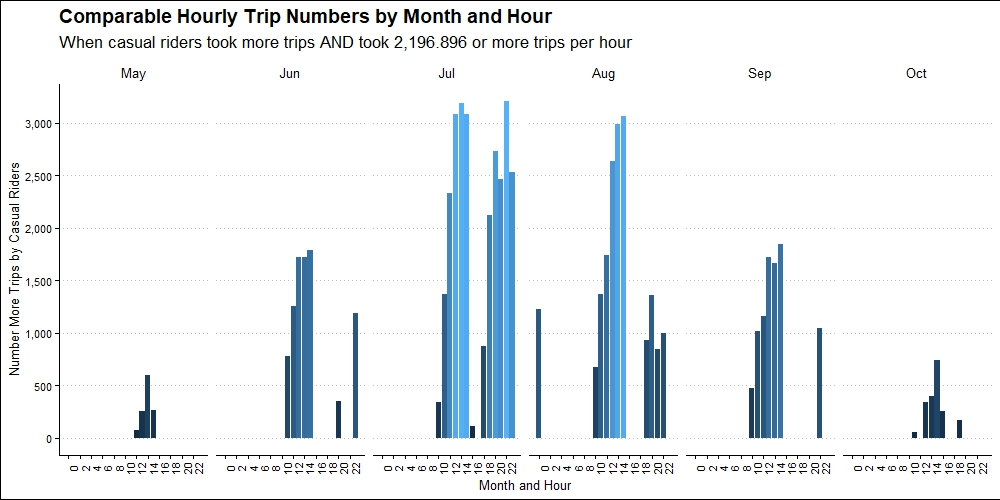 Comparable Hourly Trip Numbers by Month and Hour
When casual riders took more trips AND took 2,196.896 or more trips per hour
May Jun Jul Aug Sep Oct
Number More Trips by Casual Riders
3,000
2,500
2,000
1,500
1,000
500
0
0 2 4 6 8 10 12 14 16 18 20 22 0 2 4 6 8 10 12 14 16 18 20 22 0 2 4 6 8 10 12 14 16 18 20 22 0 2 4 6 8 10 12 14 16 18 20 22 0 2 4 6 8 10 12 14 16 18 20 22 0 2 4 6 8 10 12 14 16 18 20 22
Month and Hour